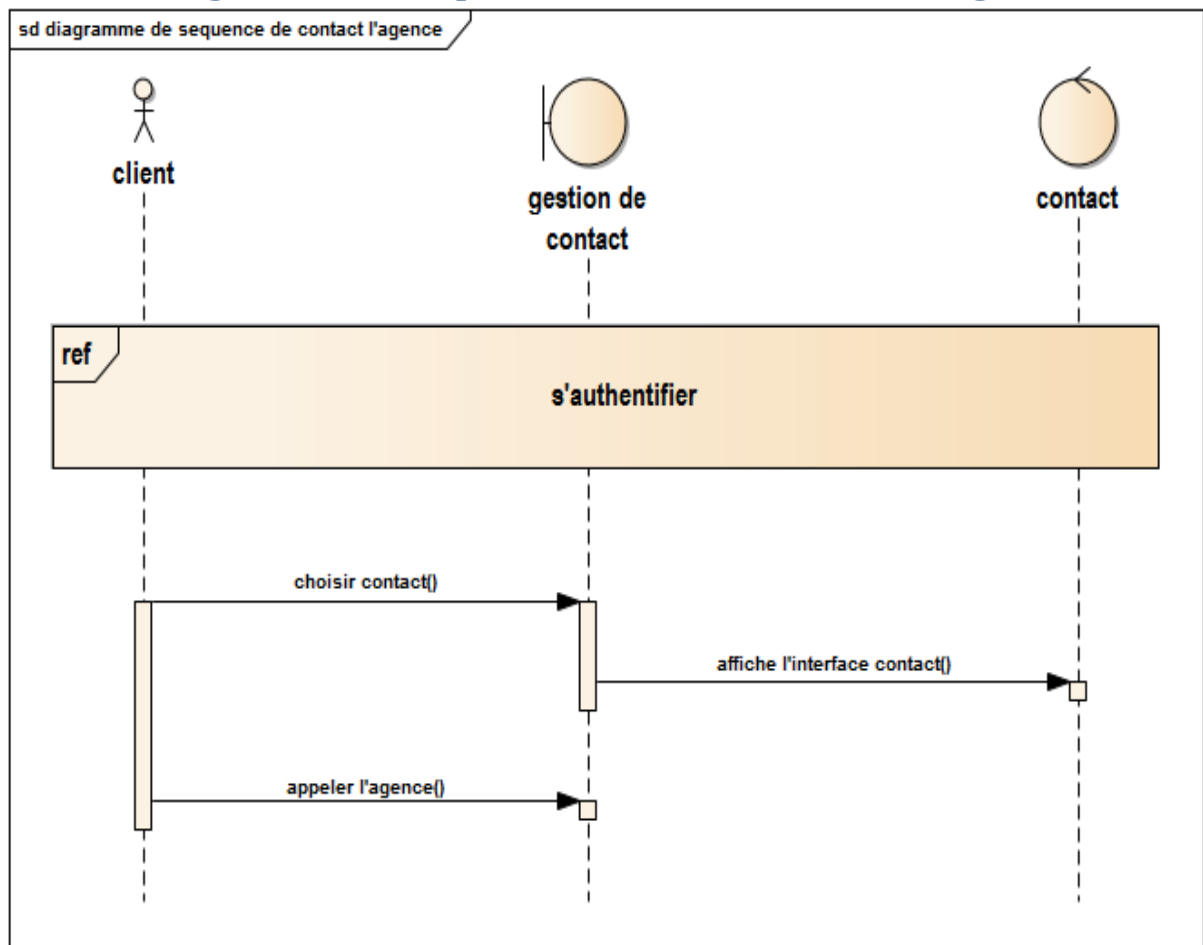 sd diagramme de sequence de contact l'agence
client
gestion de
contact
contact
ref
s'authentifier
choisir contact()
affiche l'interface contact()
appeler l'agence()